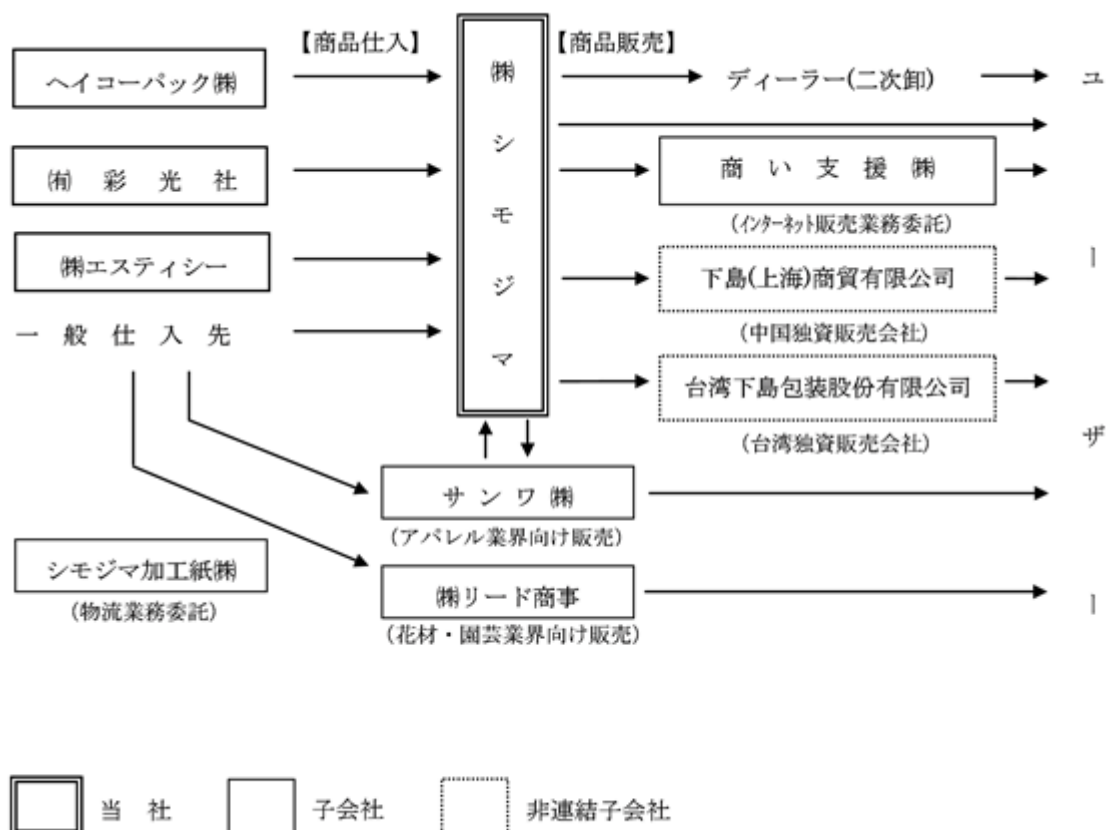 【商品仕入】
【商品販売】
ヘイコーパック㈱
㈲ 彩 光 社
㈱エスティシー
一 般 仕 入 先
㈱シモジマ
ディーラー(二次卸)
商 い 支 援 ㈱
(インターネット販売業務委託)
下島(上海)商貿有限公司
(中国独資販売会社)
台湾下島包装股份有限公司
(台湾独資販売会社)
サ ン ワ ㈱
(アパレル業界向け販売)
シモジマ加工紙㈱
(物流業務委託)
㈱リード商事
(花材・園芸業界向け販売)
ユーザー
当 社
子会社
非連結子会社